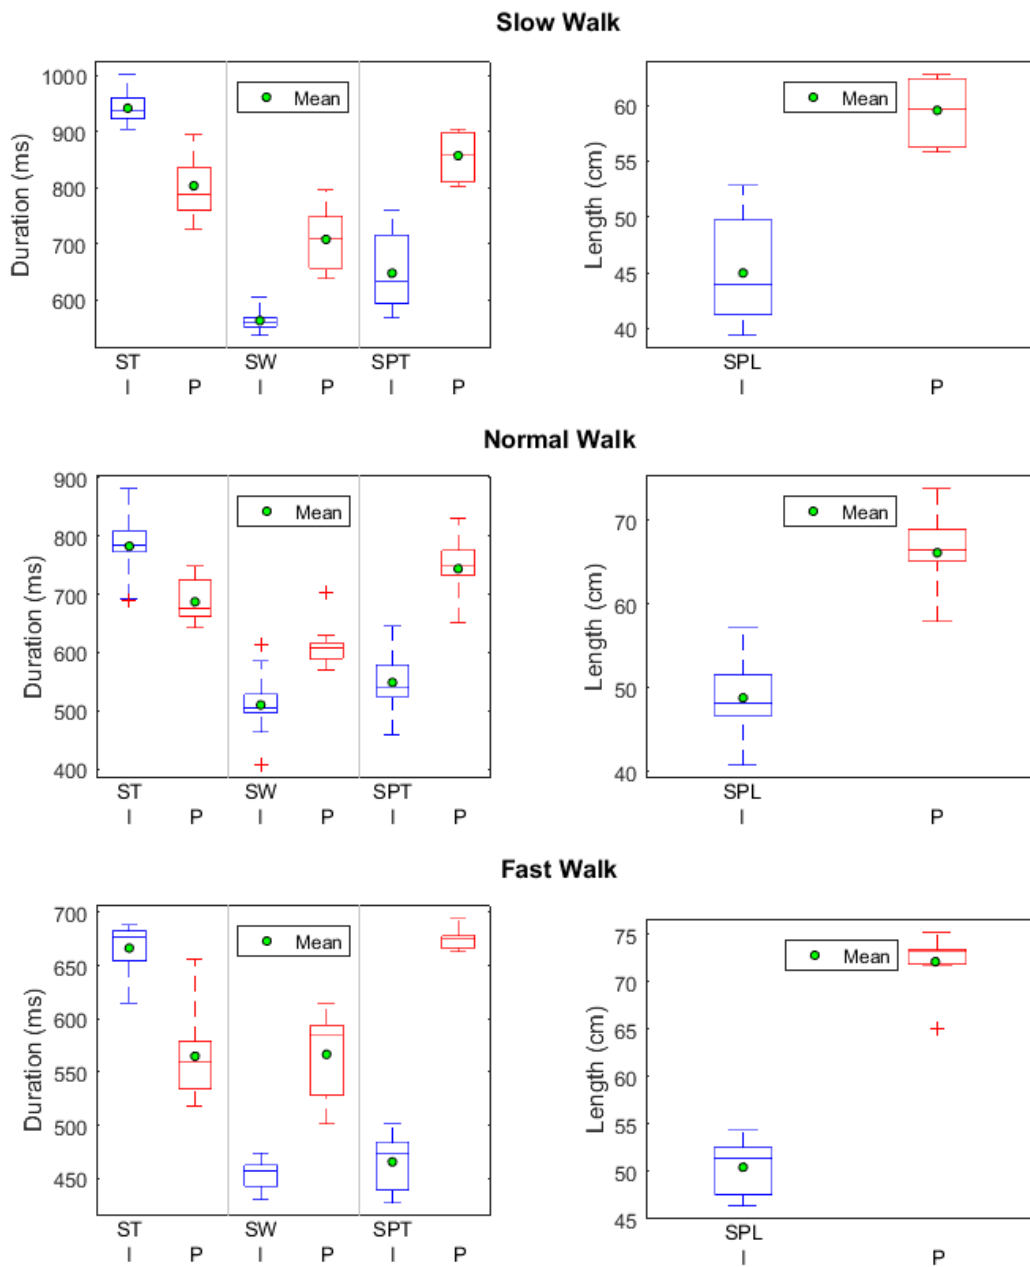 Slow Walk
Duration (ms)
1000
900
800
700
600
Mean
ST SW SPT
I P I P I P
Length (cm)
60
55
50
45
40
Mean
SPL
I P
Normal Walk
Duration (ms)
900
800
700
600
500
400
Mean
ST SW SPT
I P I P I P
Length (cm)
70
60
50
40
Mean
SPL
I P
Fast Walk
Duration (ms)
700
650
600
550
500
450
Mean
ST SW SPT
I P I P I P
Length (cm)
75
70
65
60
55
50
45
Mean
SPL
I P